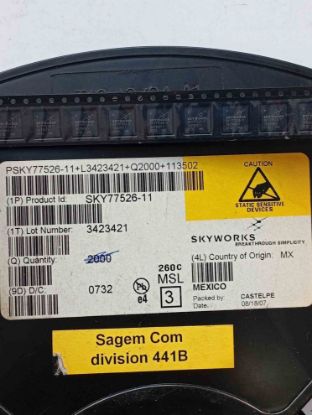 PSKY77526-11+L3423421+Q2000+113502
(1P) Product Id: SKY77526-11
CAUTION
STATIC SENSITIVE
DEVICES
(1T) Lot Number: 3423421
SKYWORKS
BREAKTHROUGH SIMPLICITY
(Q) Quantity: 2000
(4L) Country of Origin: MX
260c
MSL
3
e4
(9D) D/C 0732
MEXICO
Packed by: CASTELPE
Date. 08/18/07
Sagem Com
division 441B